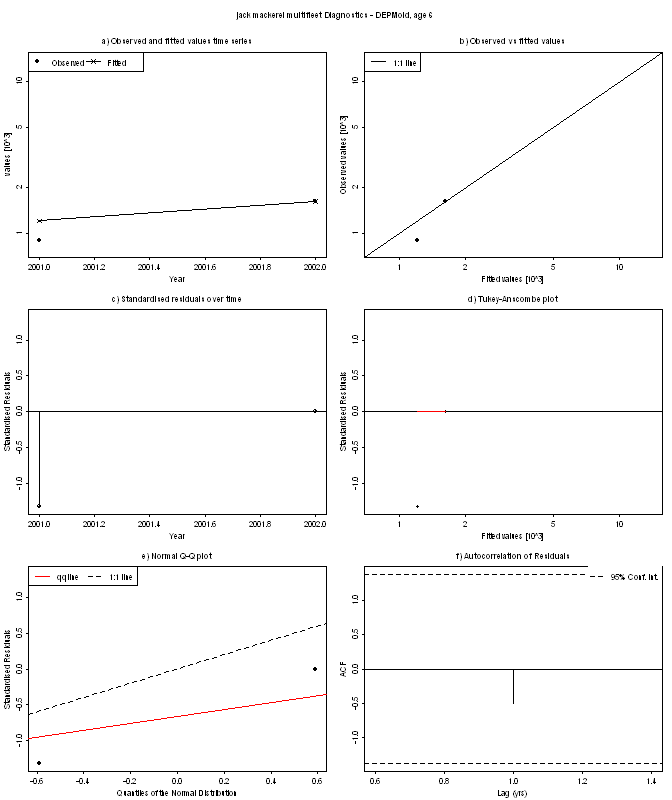 jack mackerel multifleet Diagnostics - DEPMold, age 6
a) Observed and fitted values time series
Observed
Fitted
values [10^3]
10
5
2
1
2001.0 2001.2 2001.4 2001.6 2001.8 2002.0
Year
b) Observed vs fitted values
1:1 line
Observed values [10^3]
10
5
2
1
1 2 5 10
Fitted values [10^3]
c) Standardised residuals over time
Standardised Residuals
1.0
0.5
0.0
-0.5
-1.0
2001.0 2001.2 2001.4 2001.6 2001.8 2002.0
Year
d) Tukey-Anscombe plot
Standardised Residuals
1.0
0.5
0.0
-0.5
-1.0
1 2 5 10
Fitted values [10^3]
e) Normal Q-Q plot
qq line
1:1 line
Standardised Residuals
1.0
0.5
0.0
-0.5
-1.0
-0.6 -0.4 -0.2 0.0 0.2 0.4 0.6
Quantiles of the Normal Distribution
f) Autocorrelation of Residuals
95% Conf. Int.
ACF
1.0
0.5
0.0
-0.5
-1.0
0.6 0.8 1.0 1.2 1.4
Lag (yrs)